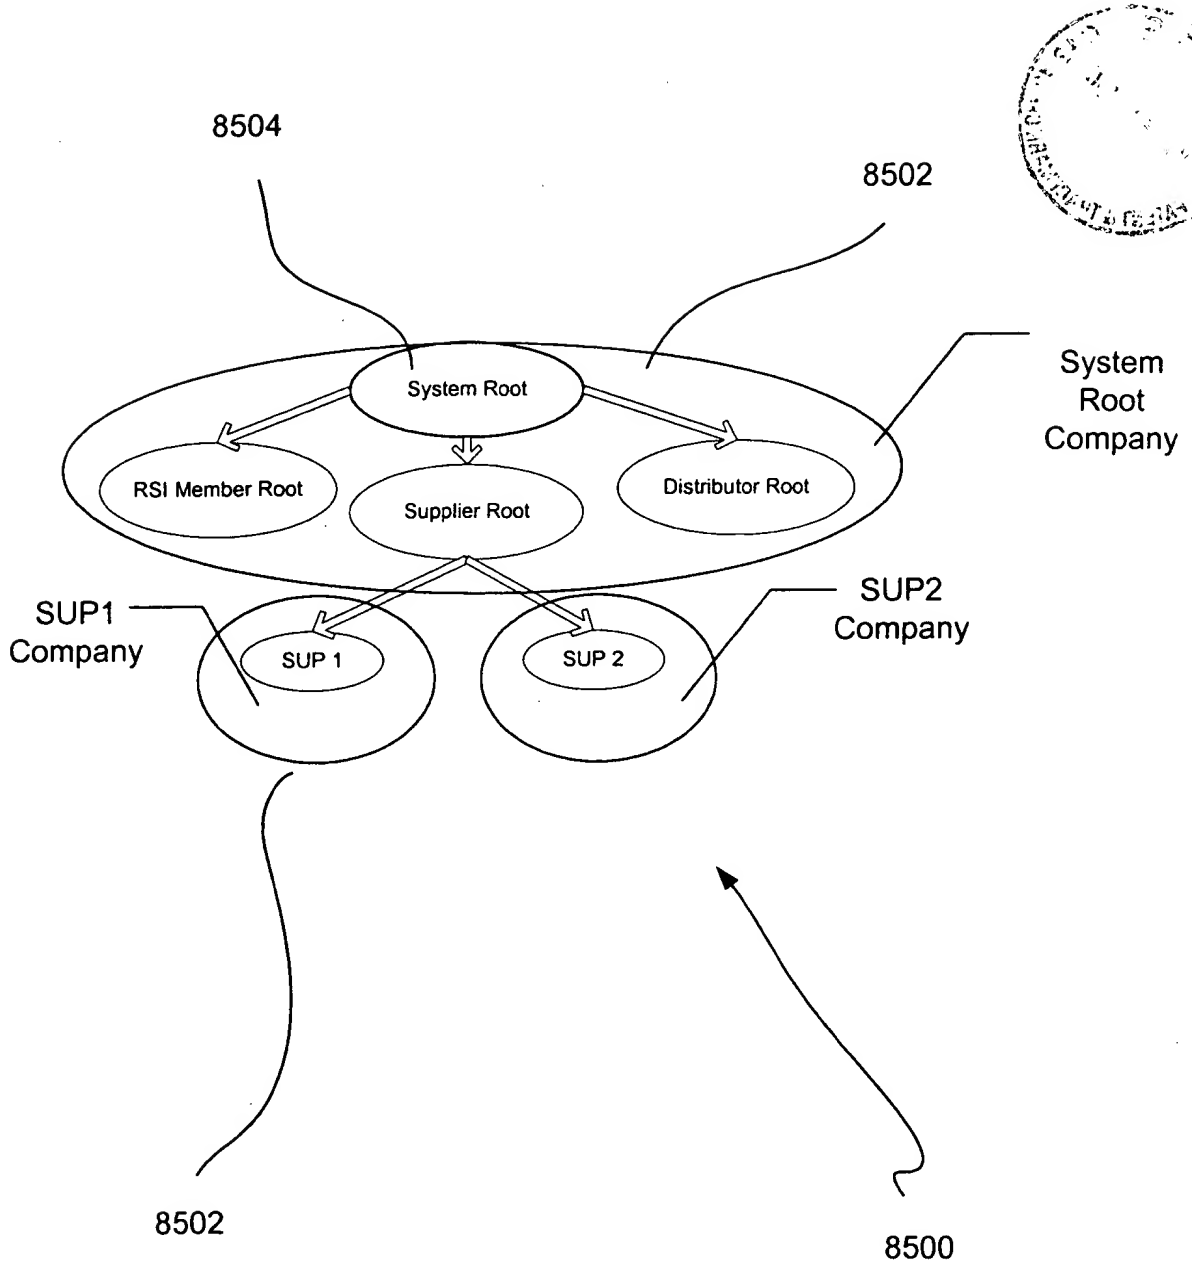 8504
8502
System Root
System
Root
Company
RSI Member Root
Supplier Root
Distributor Root
SUP1
Company
SUP2
Company
SUP 1
SUP 2
8502
8500